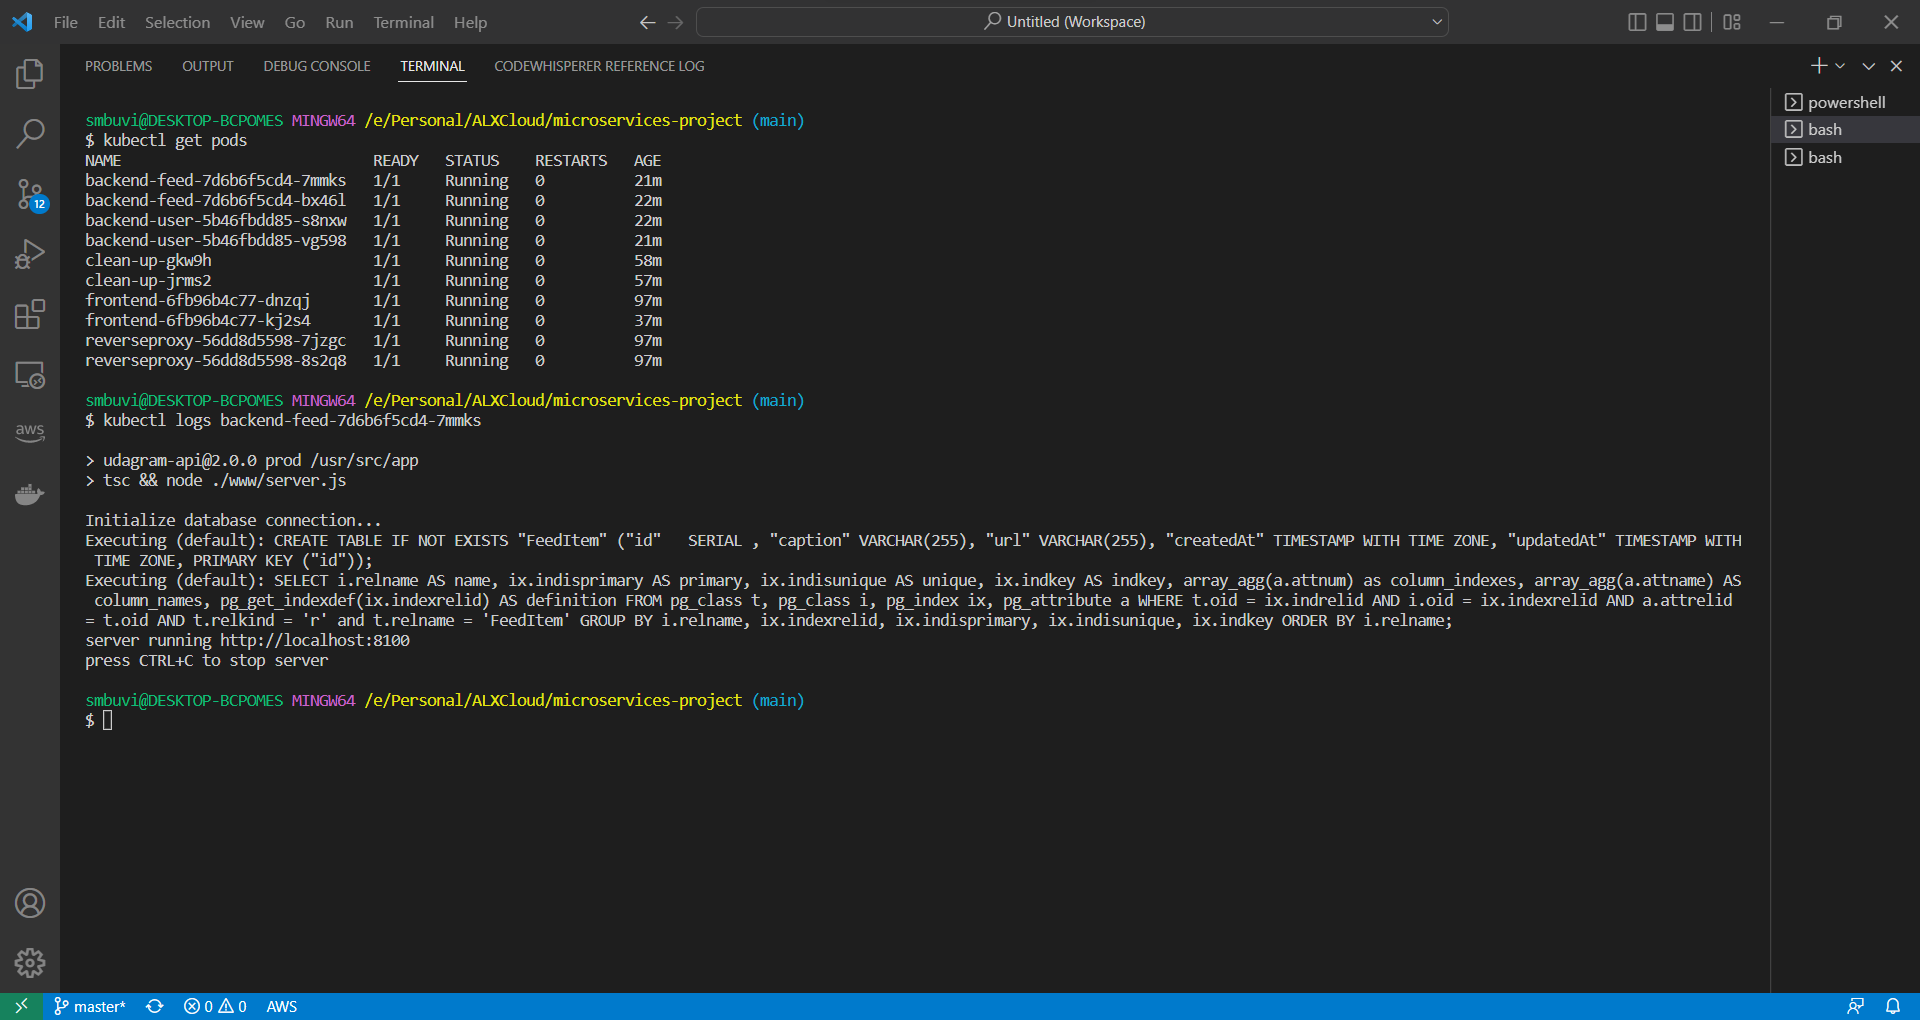 File Edit Selection View Go Run Terminal Help
Untitled (Workspace)
PROBLEMS OUTPUT DEBUG CONSOLE TERMINAL CODEWHISPERER REFERENCE LOG
powershell
bash
bash
12
aws
smbuvi@DESKTOP-BCPOMES MINGW64 /e/Personal/ALXCloud/microservices-project (main)
$ kubectl get pods
NAME READY STATUS RESTARTS AGE
backend-feed-7d6b6f5cd4-7mmks 1/1 Running 0 21m
backend-feed-7d6b6f5cd4-bx46l 1/1 Running 0 22m
backend-user-5b46fbdd85-s8nxw 1/1 Running 0 22m
backend-user-5b46fbdd85-vg598 1/1 Running 0 21m
clean-up-gkw9h 1/1 Running 0 58m
clean-up-jrms2 1/1 Running 0 57m
frontend-6fb96b4c77-dnzqj 1/1 Running 0 97m
frontend-6fb96b4c77-kj2s4 1/1 Running 0 37m
reverseproxy-56dd8d5598-7jzgc 1/1 Running 0 97m
reverseproxy-56dd8d5598-8s2q8 1/1 Running 0 97m
smbuvi@DESKTOP-BCPOMES MINGW64 /e/Personal/ALXCloud/microservices-project (main)
$ kubectl logs backend-feed-7d6b6f5cd4-7mmks
> udagram-api@2.0.0 prod /usr/src/app
> tsc && node ./www/server.js
Initialize database connection...
Executing (default): CREATE TABLE IF NOT EXISTS "FeedItem" ("id"   SERIAL , "caption" VARCHAR(255), "url" VARCHAR(255), "createdAt" TIMESTAMP WITH TIME ZONE, "updatedAt" TIMESTAMP WITH
TIME ZONE, PRIMARY KEY ("id"));
Executing (default): SELECT i.relname AS name, ix.indisprimary AS primary, ix.indisunique AS unique, ix.indkey AS indkey, array_agg(a.attnum) as column_indexes, array_agg(a.attname) AS
column_names, pg_get_indexdef(ix.indexrelid) AS definition FROM pg_class t, pg_class i, pg_index ix, pg_attribute a WHERE t.oid = ix.indrelid AND i.oid = ix.indexrelid AND a.attrelid
= t.oid AND t.relkind = 'r' and t.relname = 'FeedItem' GROUP BY i.relname, ix.indexrelid, ix.indisprimary, ix.indisunique, ix.indkey ORDER BY i.relname;
server running http://localhost:8100
press CTRL+C to stop server
smbuvi@DESKTOP-BCPOMES MINGW64 /e/Personal/ALXCloud/microservices-project (main)
$
master* 0 0 AWS